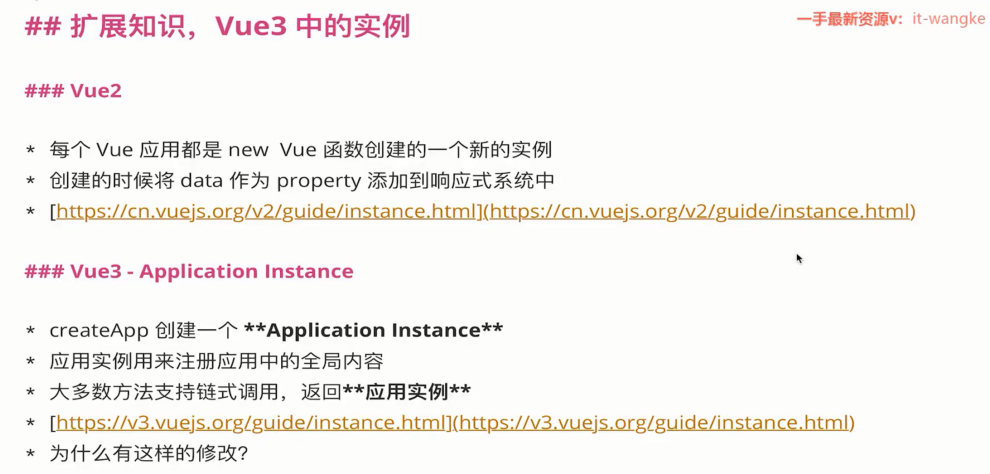 ## 扩展知识，Vue3 中的实例
一手最新资源v：it-wangke
### Vue2
* 每个 Vue 应用都是 new  Vue 函数创建的一个新的实例
* 创建的时候将 data 作为 property 添加到响应式系统中
* [https://cn.vuejs.org/v2/guide/instance.html](https://cn.vuejs.org/v2/guide/instance.html)
### Vue3 - Application Instance
* createApp 创建一个 **Application Instance**
* 应用实例用来注册应用中的全局内容
* 大多数方法支持链式调用，返回**应用实例**
* [https://v3.vuejs.org/guide/instance.html](https://v3.vuejs.org/guide/instance.html)
* 为什么有这样的修改?